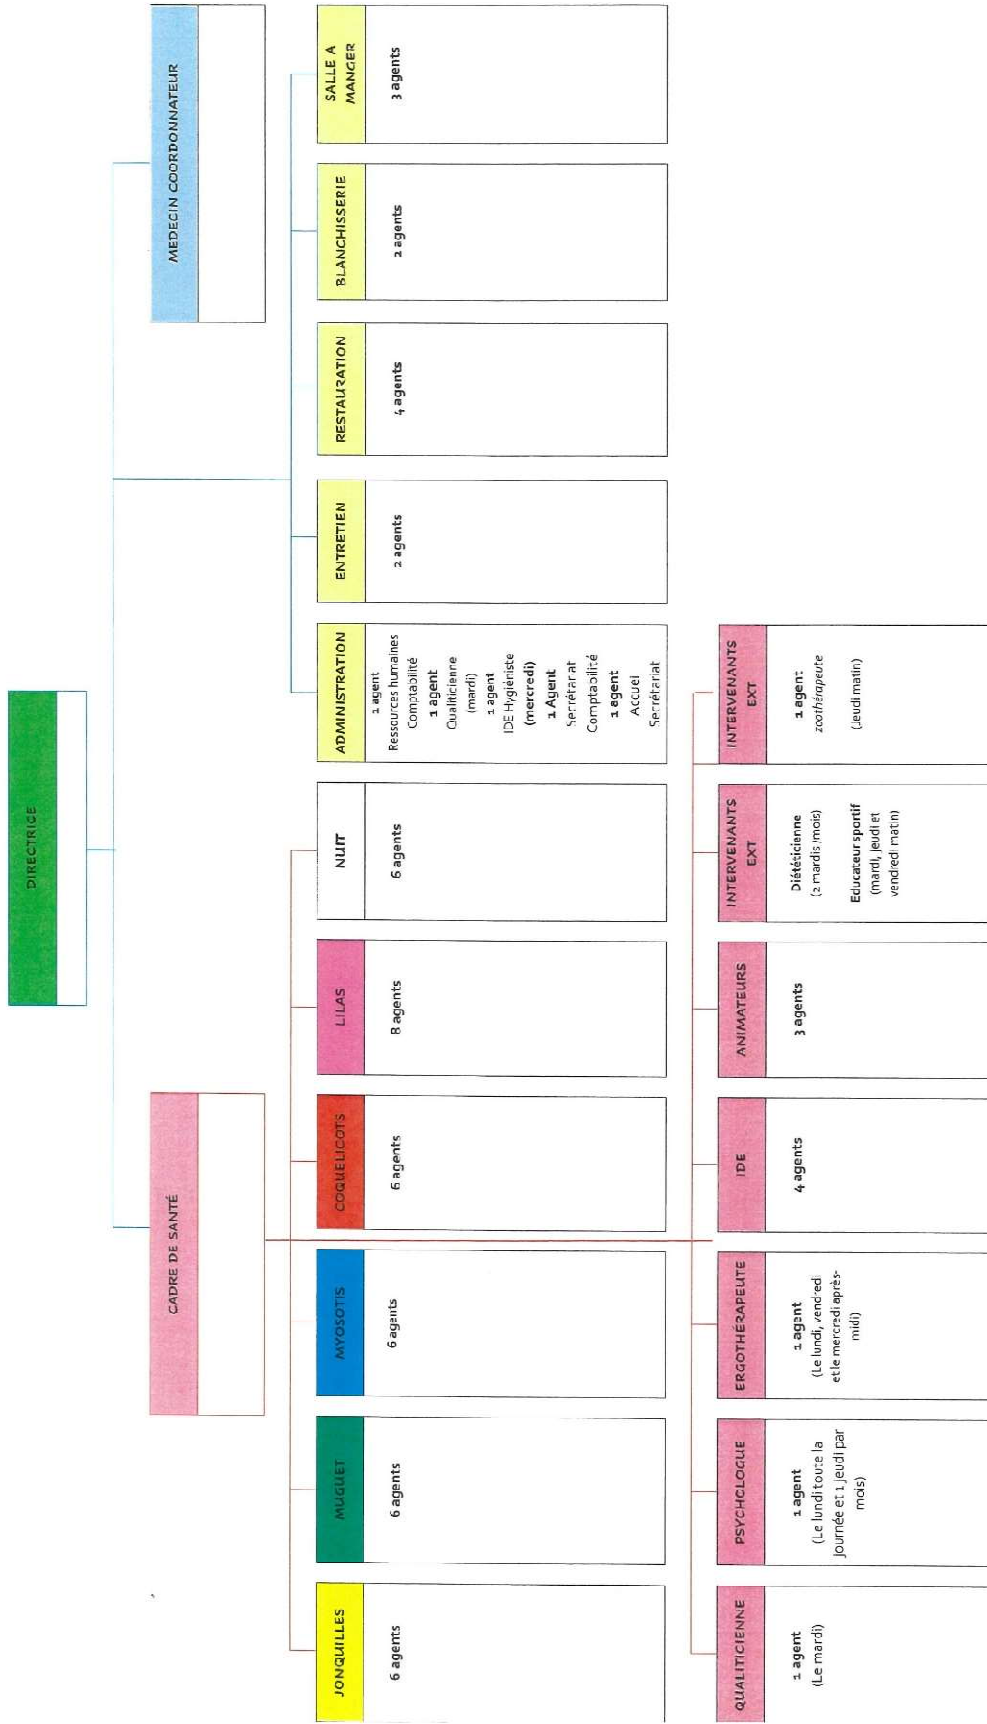 DIRECTRICE
CADRE DE SANTÉ
MEDECIN COORDONNATEUR
JONQUILLES
6 agents
MUGUET
6 agents
MYOSOTIS
6 agents
COQUELICOTS
6 agents
LILAS
8 agents
NUIT
6 agents
ADMINISTRATION
1 agent
Ressources humaines
Comptabilité
1 agent
Qualiticienne
(mardi)
1 agent
IDE Hygiéniste
(mercredi)
1 Agent
Secrétariat
Comptabilité
1 agent
Accueil
Secrétariat
ENTRETIEN
2 agents
RESTAURATION
4 agents
BLANCHISSERIE
2 agents
SALLE A
MANGER
3 agents
QUALITICIENNE
1 agent
(Le mardi)
PSYCHOLOGUE
1 agent
(Le lundi toute la
journée et 1 jeudi par
mois)
ERGOTHÉRAPEUTE
1 agent
(Le lundi, vendredi
et le mercredi après-
midi)
IDE
4 agents
ANIMATEURS
3 agents
INTERVENANTS
EXT
Diététicienne
(2 mardis /mois)
Educateur sportif
(mardi, jeudi et
vendredi matin)
INTERVENANTS
EXT
1 agent
zoothérapeute
(Jeudi matin)